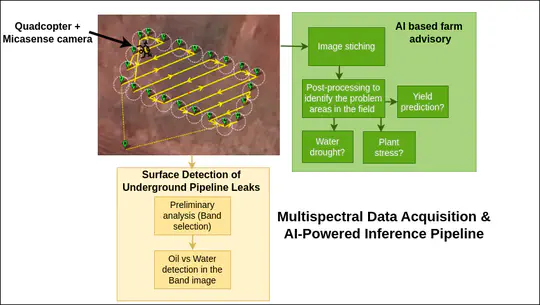 Quadcopter +
Micasense camera
AI based farm
advisory
Image stiching
Post-processing to
identify the problem
areas in the field
Yield
prediction?
Water
drought?
Plant
stress?
Surface Detection of
Underground Pipeline Leaks
Preliminary
analysis (Band
selection)
Oil vs Water
detection in the
Band image
Multispectral Data Acquisition &
AI-Powered Inference Pipeline